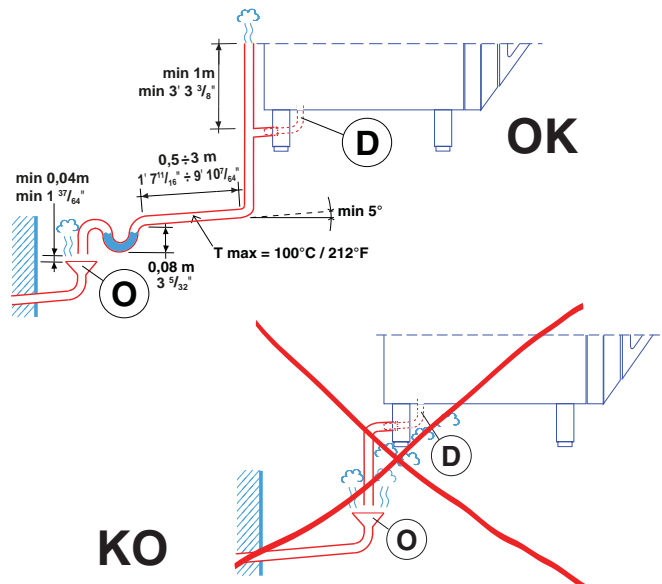 min 1m
min 3' 3 3/8"
D
OK
0,5÷3 m
1' 7 11/16" ÷ 9' 10 7/64"
min 0,04m
min 1 37/64"
min 5°
T max = 100°C / 212°F
0,08 m
3 5/32"
O
D
O
KO